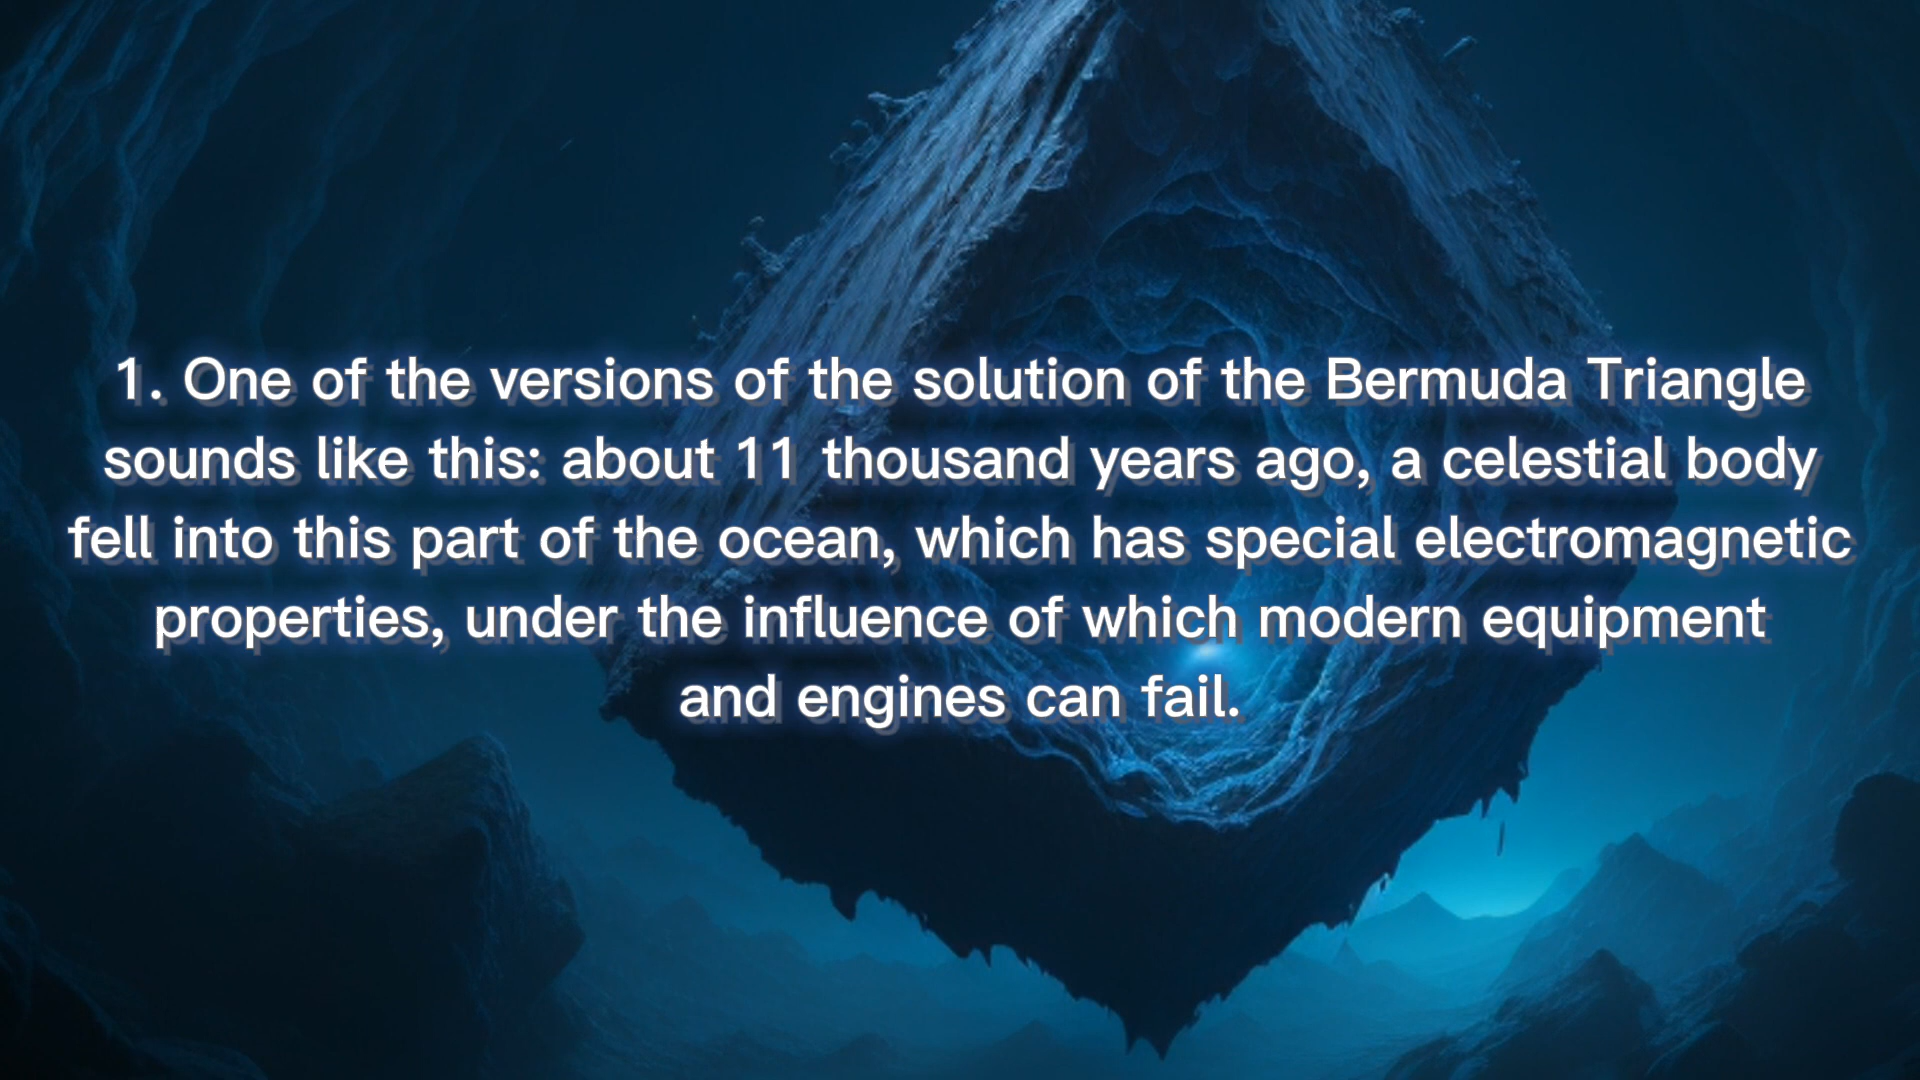 1. One of the versions of the solution of the Bermuda Triangle
sounds like this: about 11 thousand years ago, a celestial body
fell into this part of the ocean, which has special electromagnetic
properties, under the influence of which modern equipment
and engines can fail.